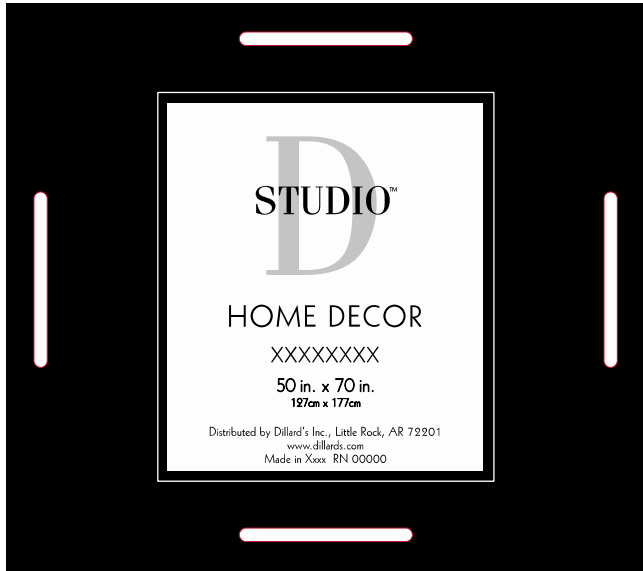 D
STUDIO™
HOME DECOR
XXXXXXXX
50 in. x 70 in.
127cm x 177cm
Distributed by Dillard's Inc., Little Rock, AR 72201
www.dillards.com
Made in Xxxx  RN 00000